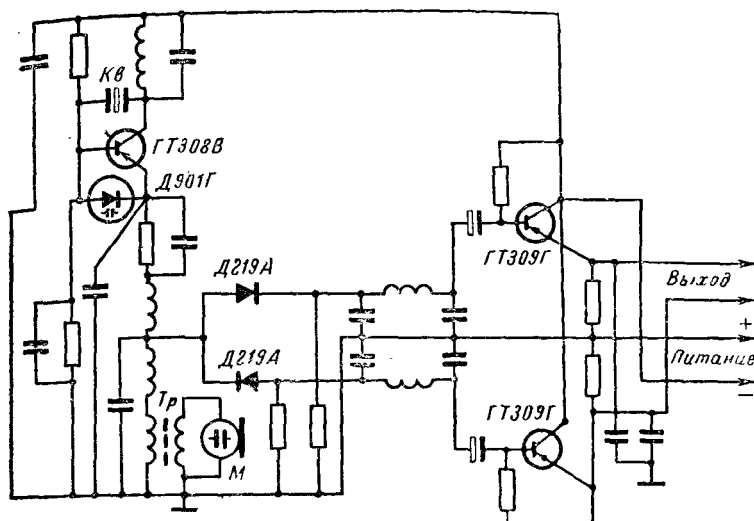 Кв
ГТ308В
Д901Г
Д219А
ГТ309Г
Выход
+
Д219А
Питание
−
Тр
М
ГТ309Г